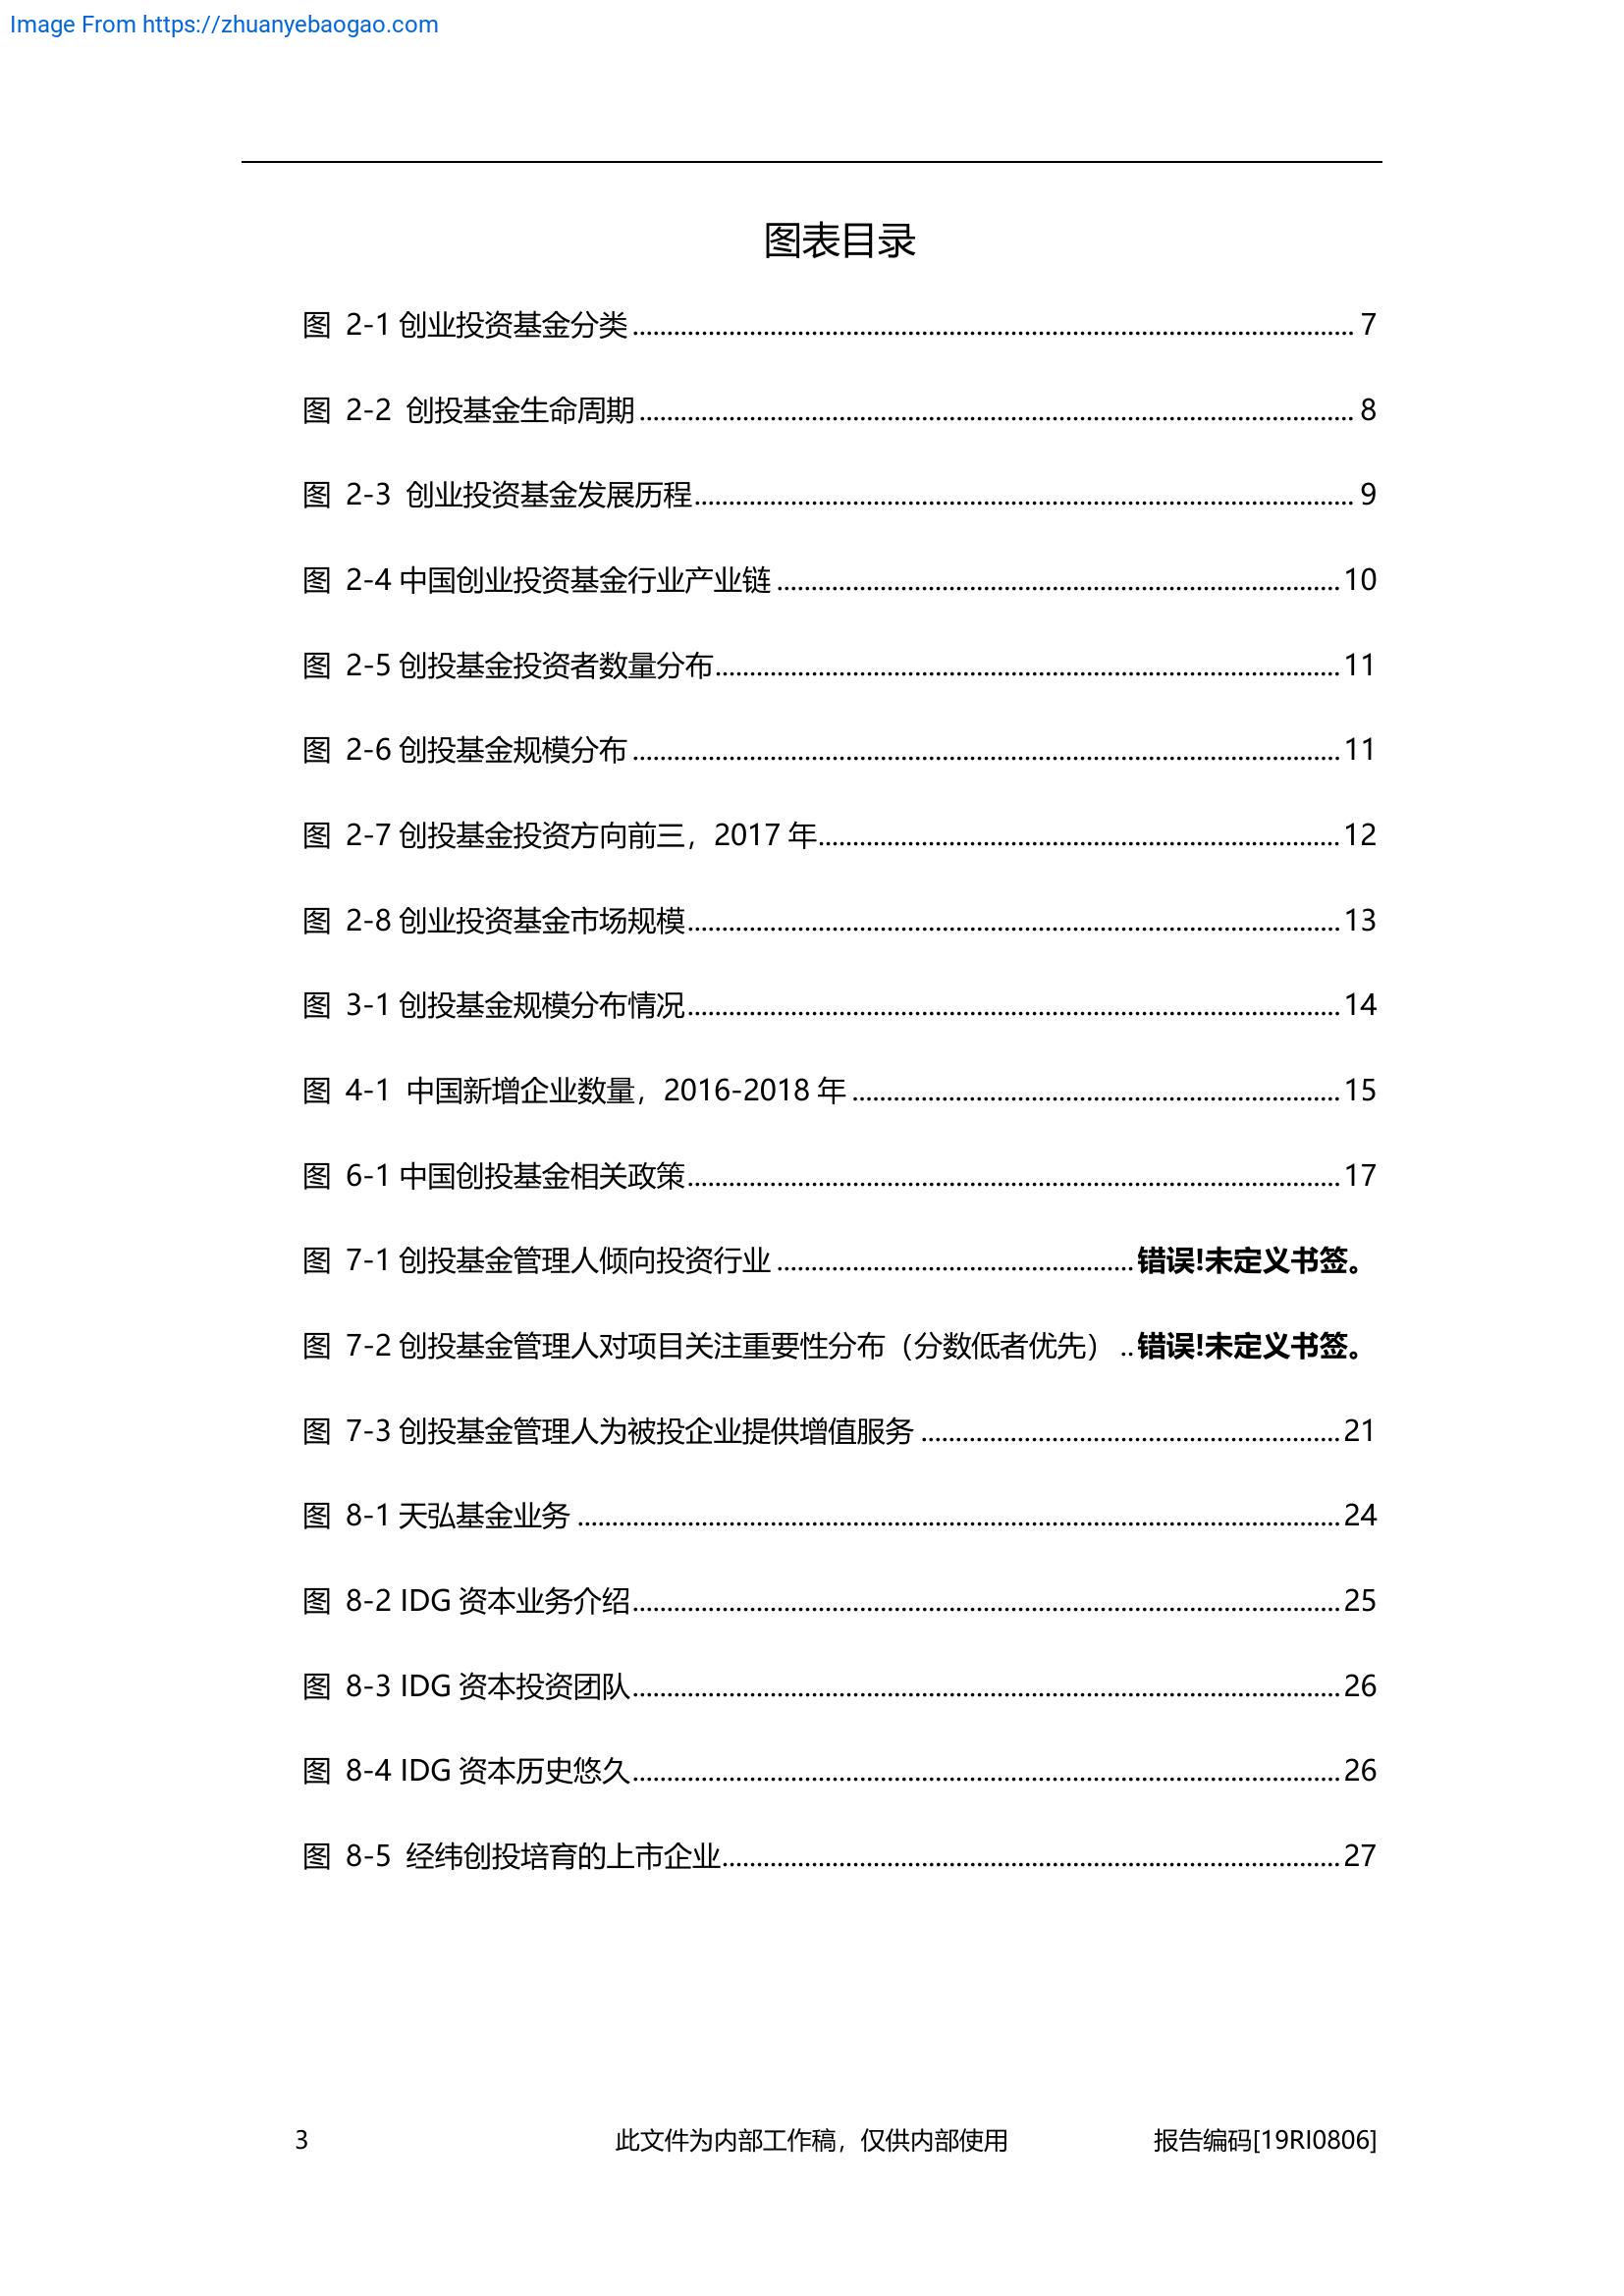 Image From https://zhuanyebaogao.com
图表目录
图 2-1 创业投资基金分类 ........ 7
图 2-2 创投基金生命周期 ........ 8
图 2-3 创业投资基金发展历程 ........ 9
图 2-4 中国创业投资基金行业产业链 ........ 10
图 2-5 创投基金投资者数量分布 ........ 11
图 2-6 创投基金规模分布 ........ 11
图 2-7 创投基金投资方向前三，2017 年 ........ 12
图 2-8 创业投资基金市场规模 ........ 13
图 3-1 创投基金规模分布情况 ........ 14
图 4-1 中国新增企业数量，2016-2018 年 ........ 15
图 6-1 中国创投基金相关政策 ........ 17
图 7-1 创投基金管理人倾向投资行业 ........ 错误!未定义书签。
图 7-2 创投基金管理人对项目关注重要性分布（分数低者优先） .. 错误!未定义书签。
图 7-3 创投基金管理人为被投企业提供增值服务 ........ 21
图 8-1 天弘基金业务 ........ 24
图 8-2 IDG 资本业务介绍 ........ 25
图 8-3 IDG 资本投资团队 ........ 26
图 8-4 IDG 资本历史悠久 ........ 26
图 8-5 经纬创投培育的上市企业 ........ 27
3 此文件为内部工作稿，仅供内部使用 报告编码[19RI0806]